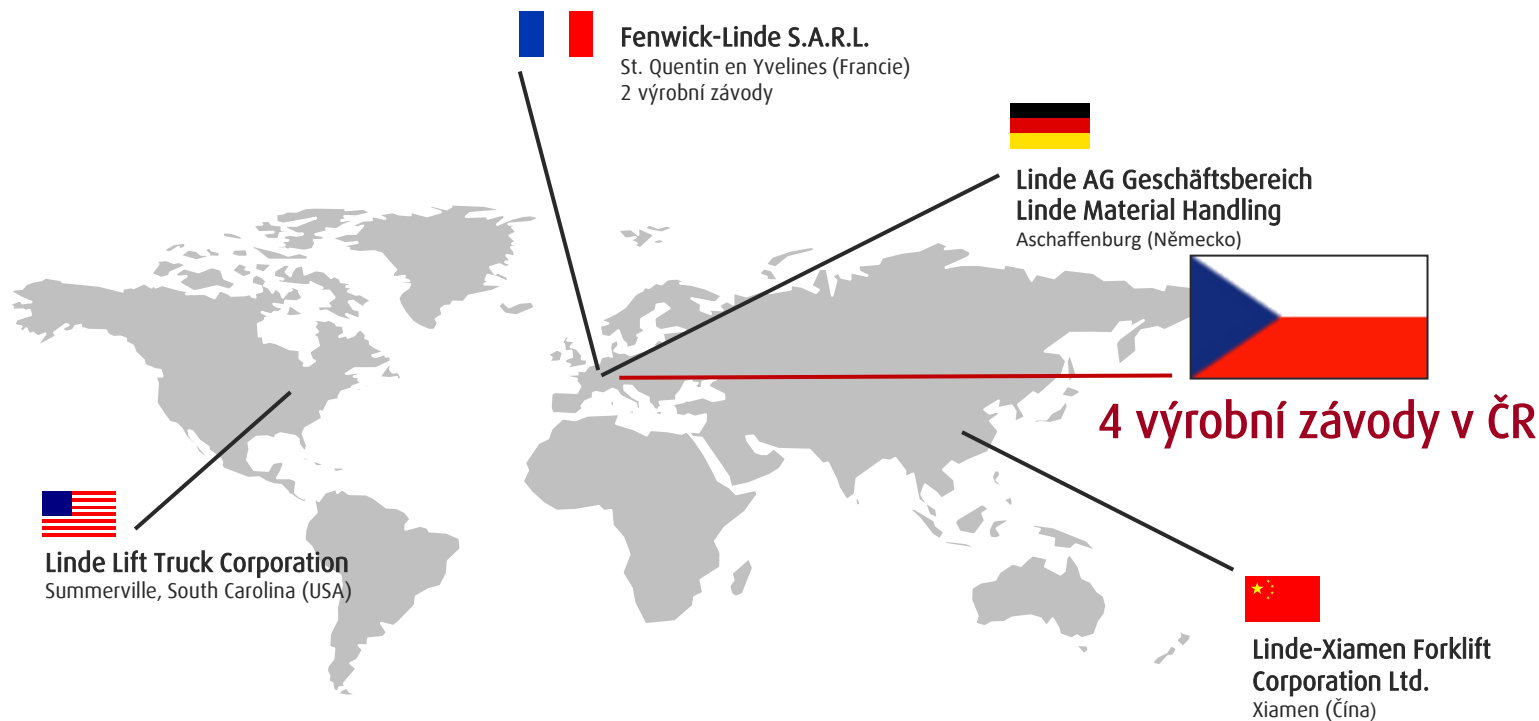 Fenwick-Linde S.A.R.L.
St. Quentin en Yvelines (Francie)
2 výrobní závody
Linde AG Geschäftsbereich
Linde Material Handling
Aschaffenburg (Německo)
4 výrobní závody v ČR
Linde Lift Truck Corporation
Summerville, South Carolina (USA)
Linde-Xiamen Forklift
Corporation Ltd.
Xiamen (Čína)